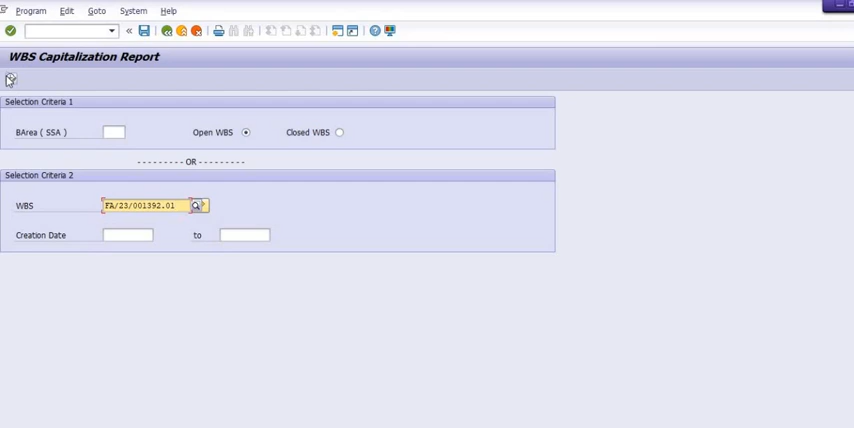 Program Edit Goto System Help
WBS Capitalization Report
Selection Criteria 1
BArea ( SSA ) Open WBS Closed WBS
--------- OR ---------
Selection Criteria 2
WBS FA/23/001392.01
Creation Date to